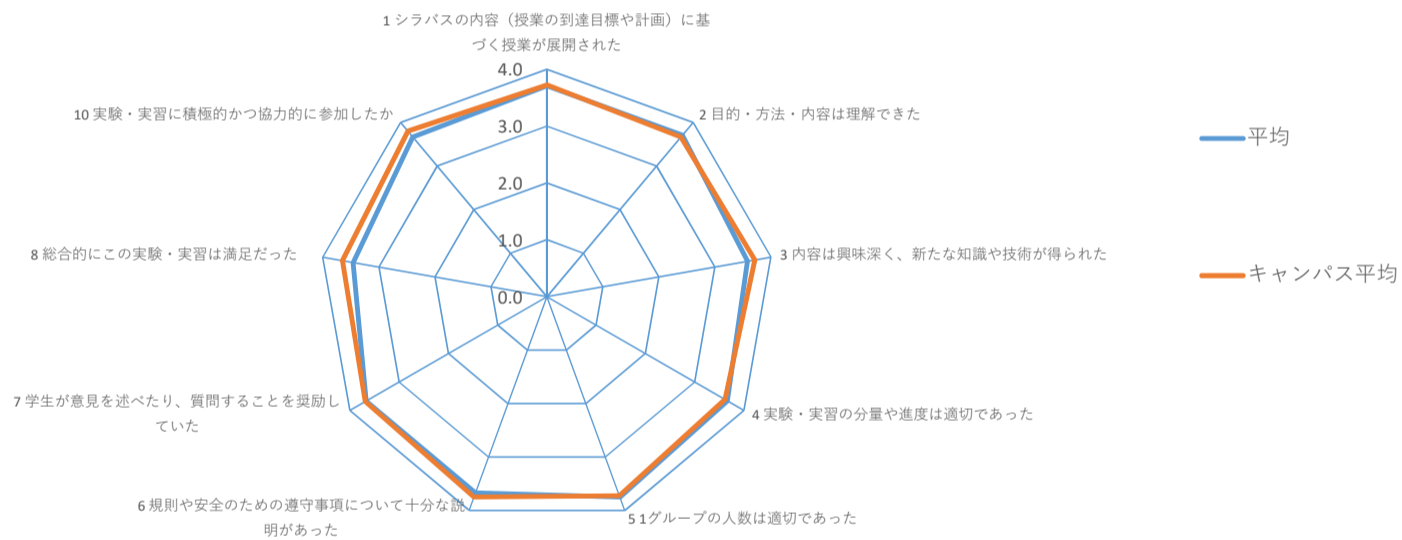 1 シラバスの内容（授業の到達目標や計画）に基
づく授業が展開された
4.0
3.0
2.0
1.0
0.0
2 目的・方法・内容は理解できた
3 内容は興味深く、新たな知識や技術が得られた
4 実験・実習の分量や進度は適切であった
5 1グループの人数は適切であった
6 規則や安全のための遵守事項について十分な説
明があった
7 学生が意見を述べたり、質問することを奨励し
ていた
8 総合的にこの実験・実習は満足だった
10 実験・実習に積極的かつ協力的に参加したか
平均
キャンパス平均